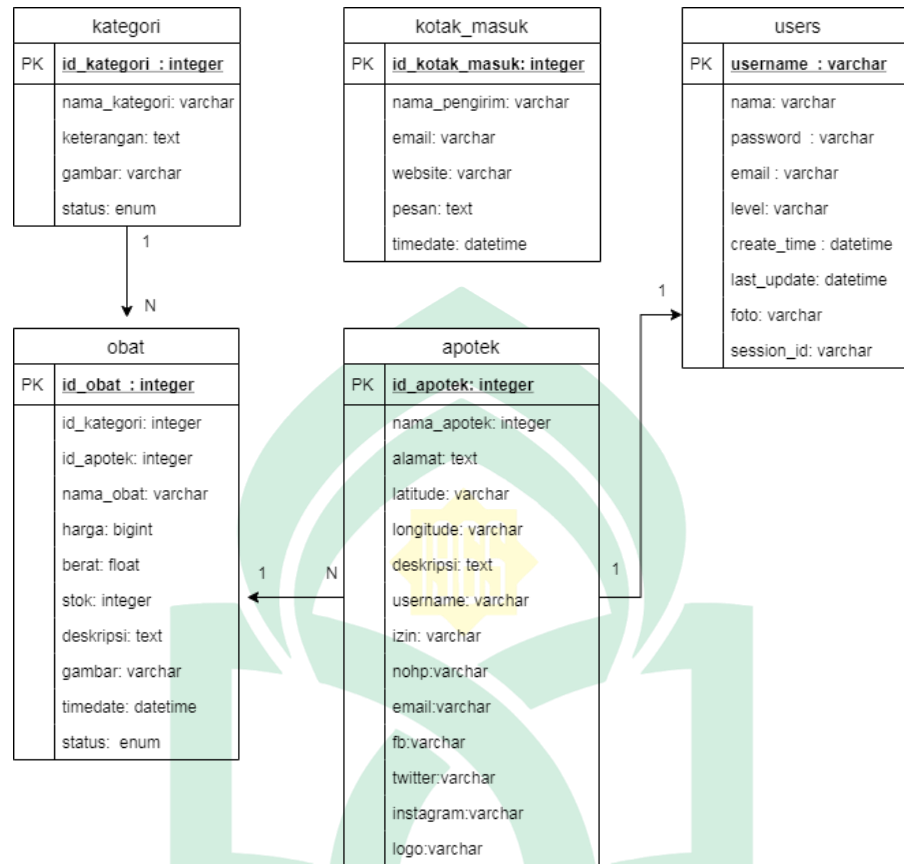 kategori
PK id_kategori : integer
nama_kategori: varchar
keterangan: text
gambar: varchar
status: enum
kotak_masuk
PK id_kotak_masuk: integer
nama_pengirim: varchar
email: varchar
website: varchar
pesan: text
timedate: datetime
users
PK username : varchar
nama: varchar
password : varchar
email : varchar
level: varchar
create_time : datetime
last_update: datetime
foto: varchar
session_id: varchar
1
N
1
obat
PK id_obat : integer
id_kategori: integer
id_apotek: integer
nama_obat: varchar
harga: bigint
berat: float
stok: integer
deskripsi: text
gambar: varchar
timedate: datetime
status: enum
1
N
apotek
PK id_apotek: integer
nama_apotek: integer
alamat: text
latitude: varchar
longitude: varchar
deskripsi: text
username: varchar
izin: varchar
nohp:varchar
email:varchar
fb:varchar
twitter:varchar
instagram:varchar
logo:varchar
1